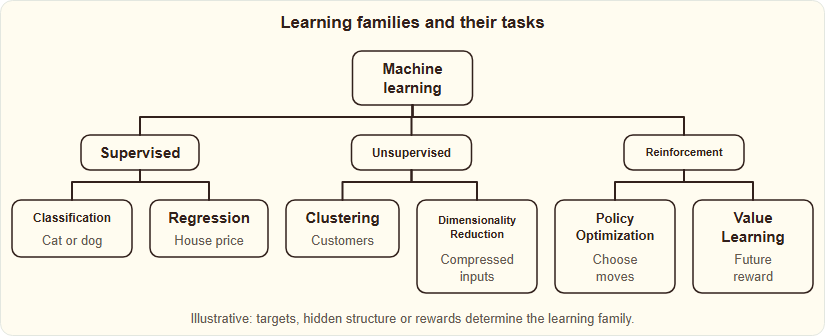 Learning families and their tasks
Machine
learning
Supervised
Unsupervised
Reinforcement
Classification
Cat or dog
Regression
House price
Clustering
Customers
Dimensionality
Reduction
Compressed
inputs
Policy
Optimization
Choose
moves
Value
Learning
Future
reward
Illustrative: targets, hidden structure or rewards determine the learning family.